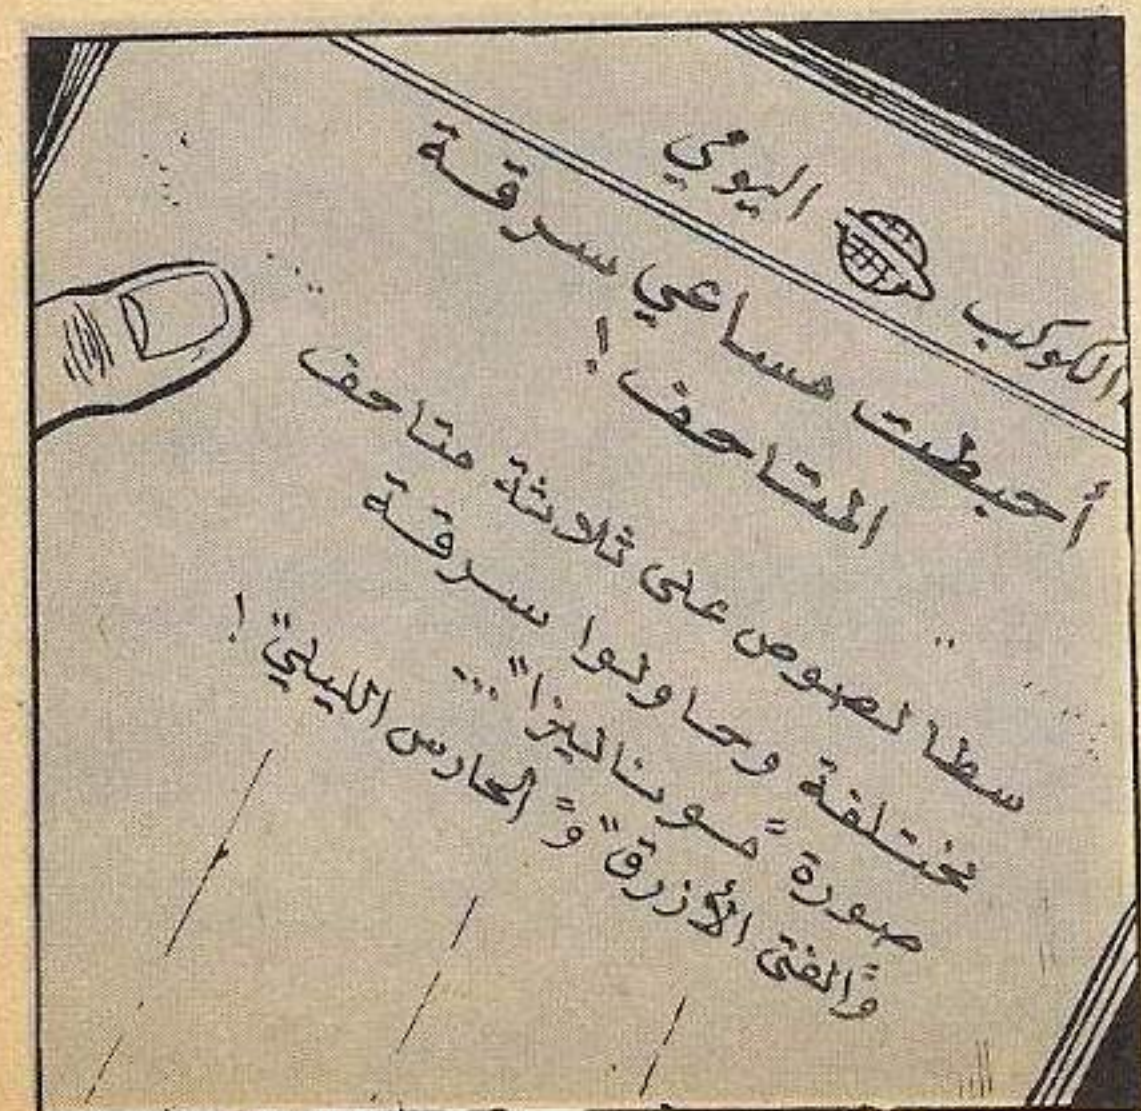 الكوكب اليومي
أحبطت مساعي سرقة
المتاحف !
سطا لصوص على ثلاثة متاحف
مختلفة وحاولوا سرقة
صورة "موناليزا" ...
و"الفتى الأزرق" و"الحارس الليلي" !